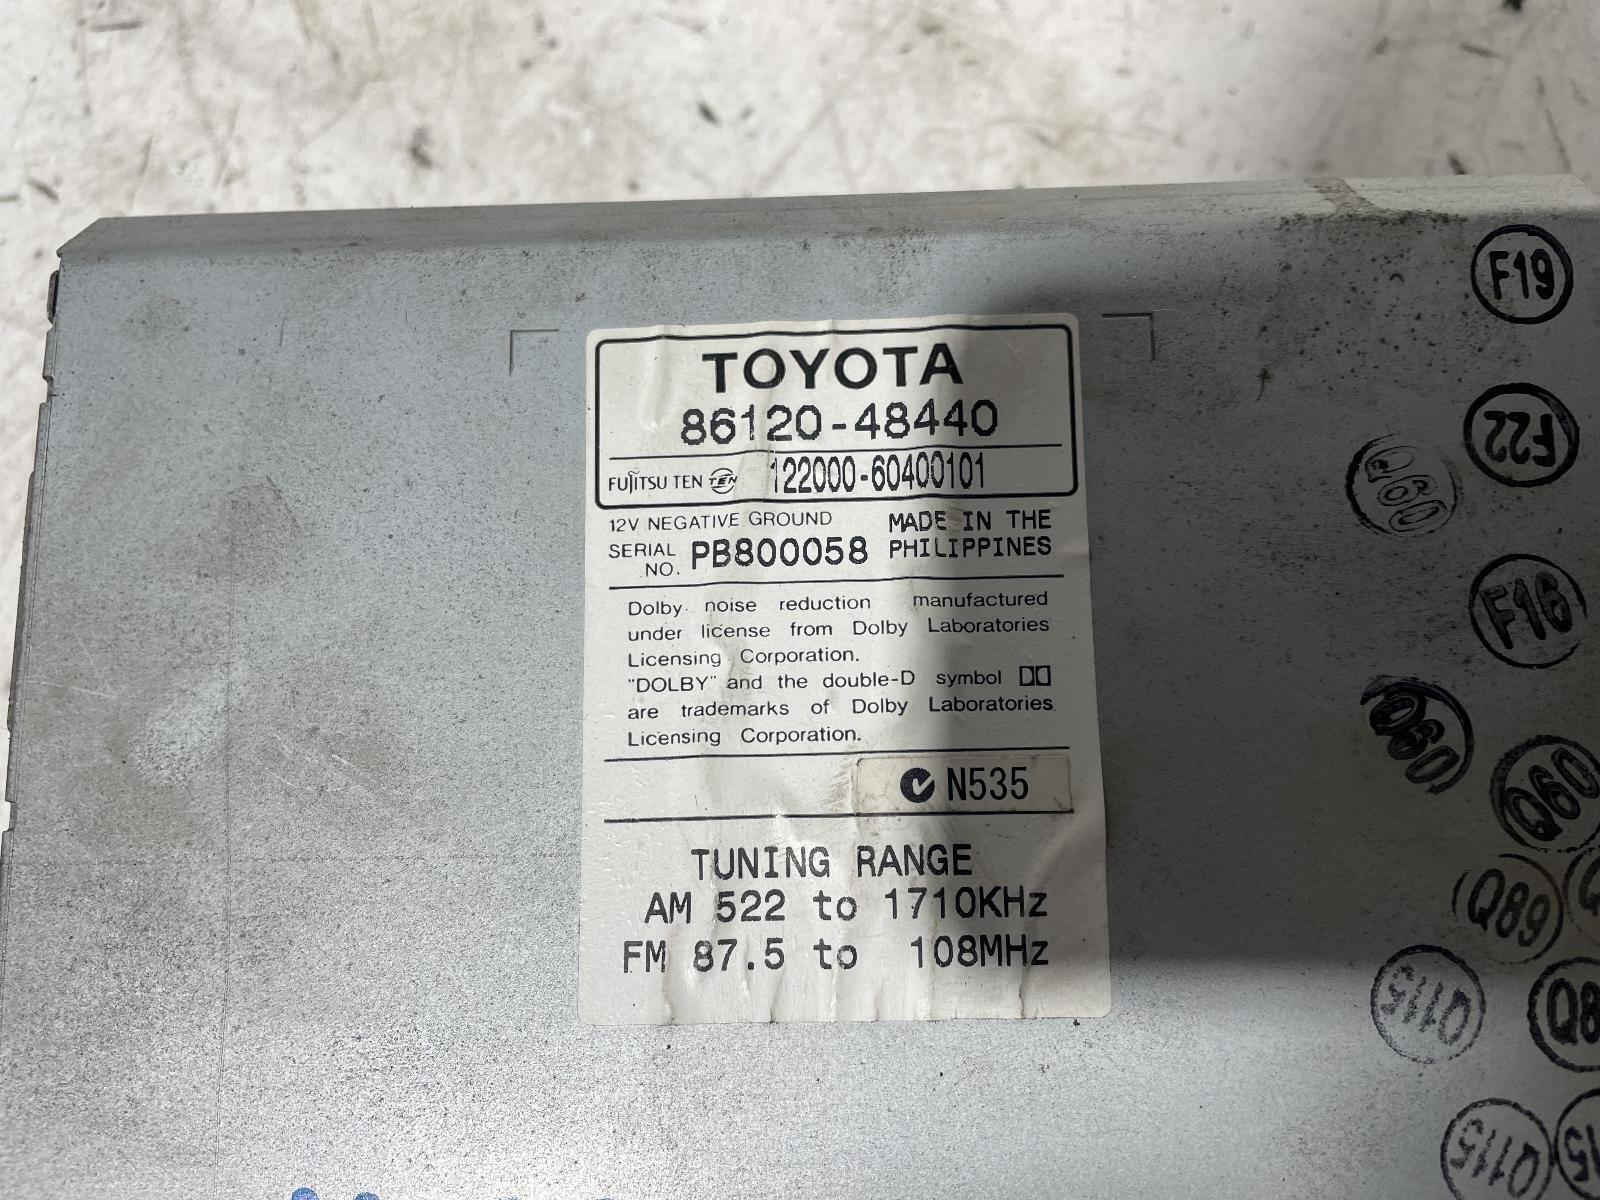 TOYOTA
86120-48440
FUJITSU TEN TEN 122000-60400101
12V NEGATIVE GROUND
SERIAL NO. PB800058
MADE IN THE
PHILIPPINES
Dolby noise reduction manufactured
under license from Dolby Laboratories
Licensing Corporation.
"DOLBY" and the double-D symbol
are trademarks of Dolby Laboratories
Licensing Corporation.
N535
TUNING RANGE
AM 522 to 1710KHz
FM 87.5 to 108MHz
F19
F22
Q60
F16
Q60
Q60
Q89
Q115
Q115